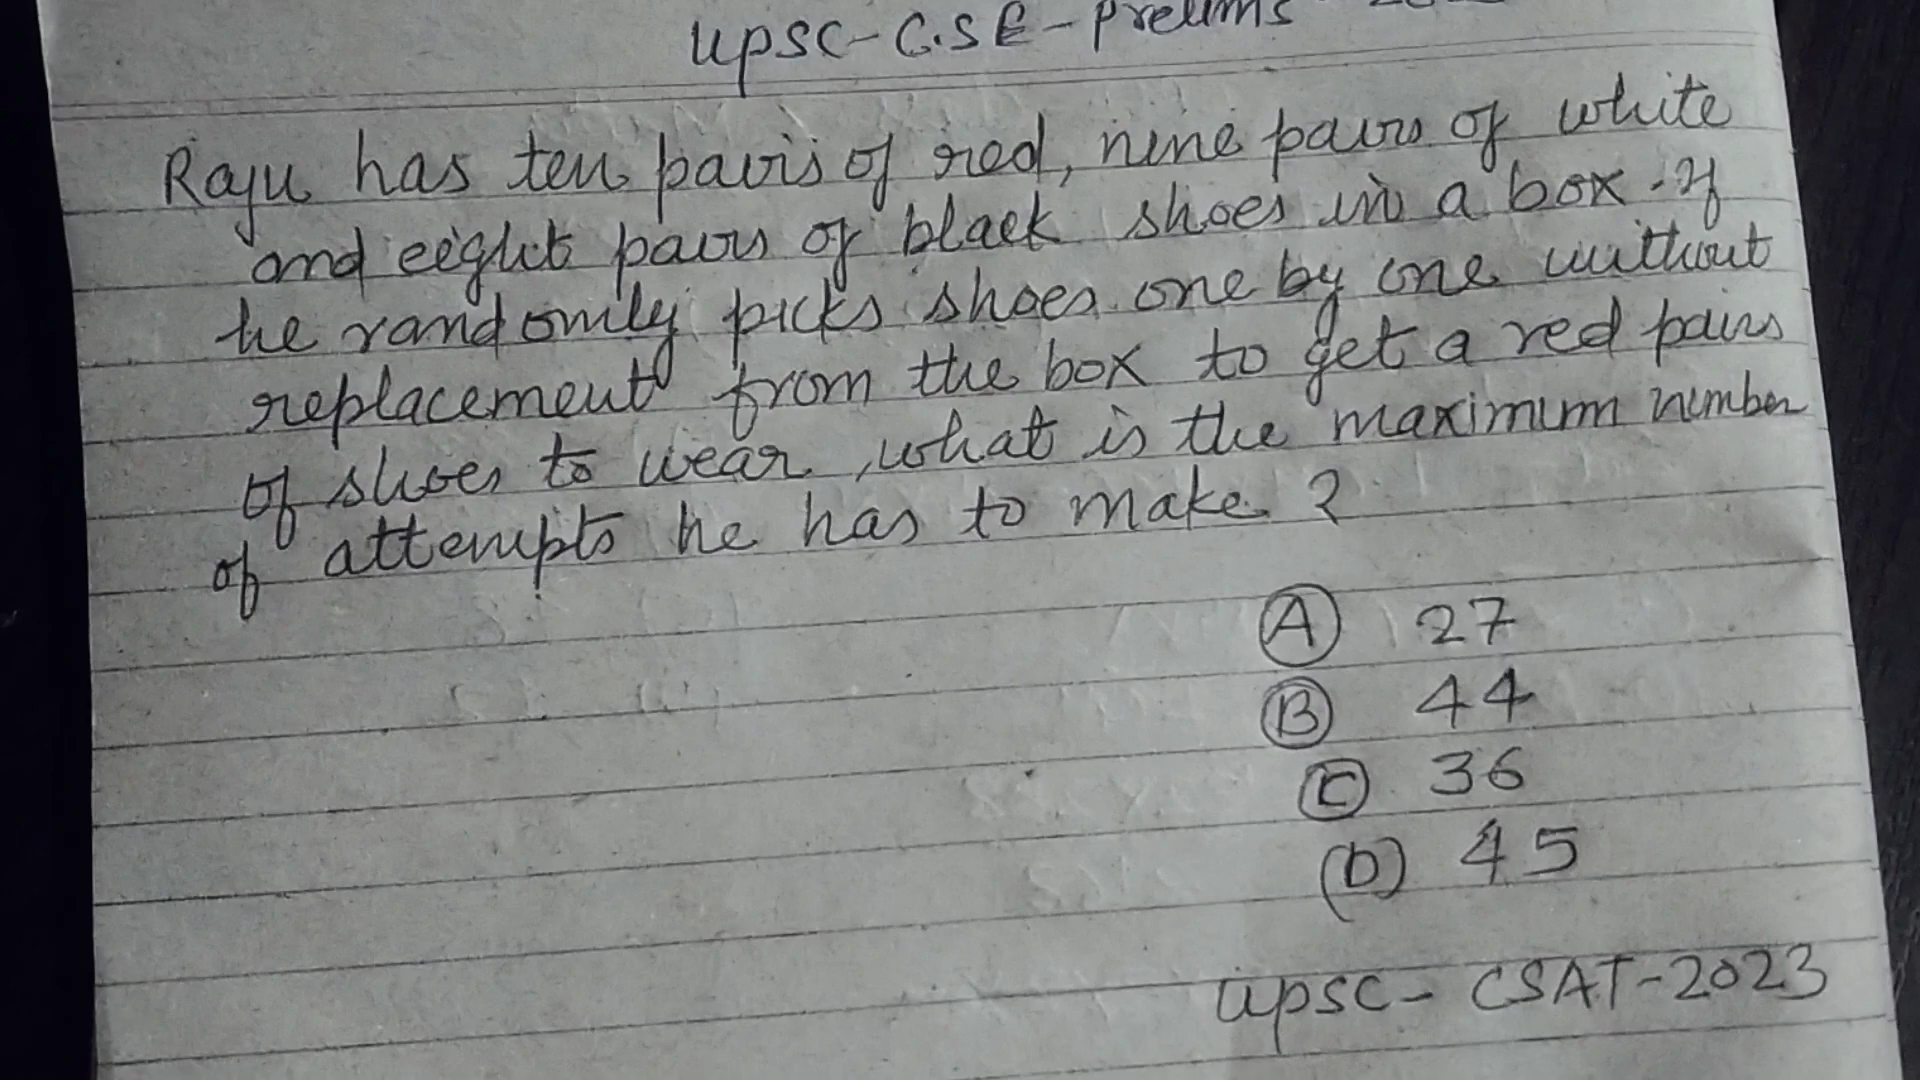 UPSC-C.S.E-Prelims
Raju has ten pairs of red, nine pairs of white
and eight pairs of black shoes in a box. If
he randomly picks shoes one by one without
replacement from the box to get a red pairs
of shoes to wear, what is the maximum number
of attempts he has to make?
(A) 27
(B) 44
(C) 36
(D) 45
UPSC- CSAT-2023